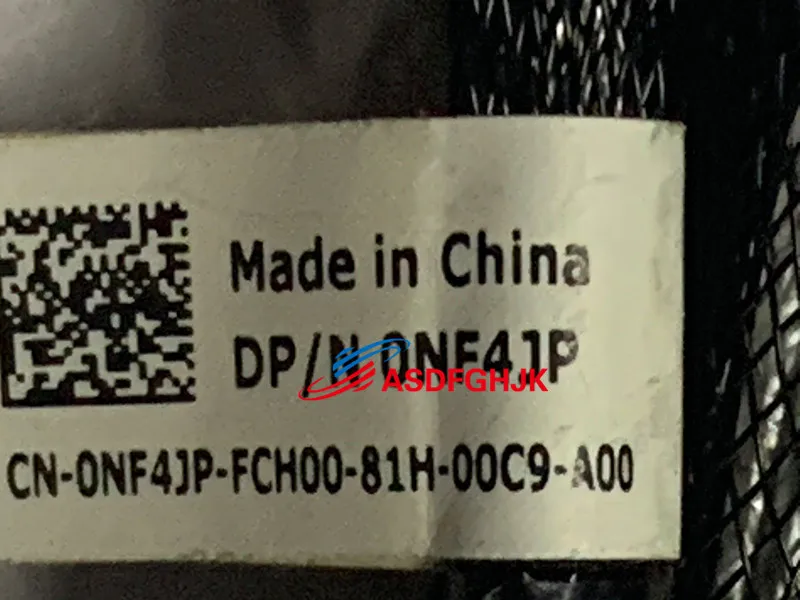 Made in China
DP/N 0NF4JP
ASDFGHJK
CN-0NF4JP-FCH00-81H-00C9-A00